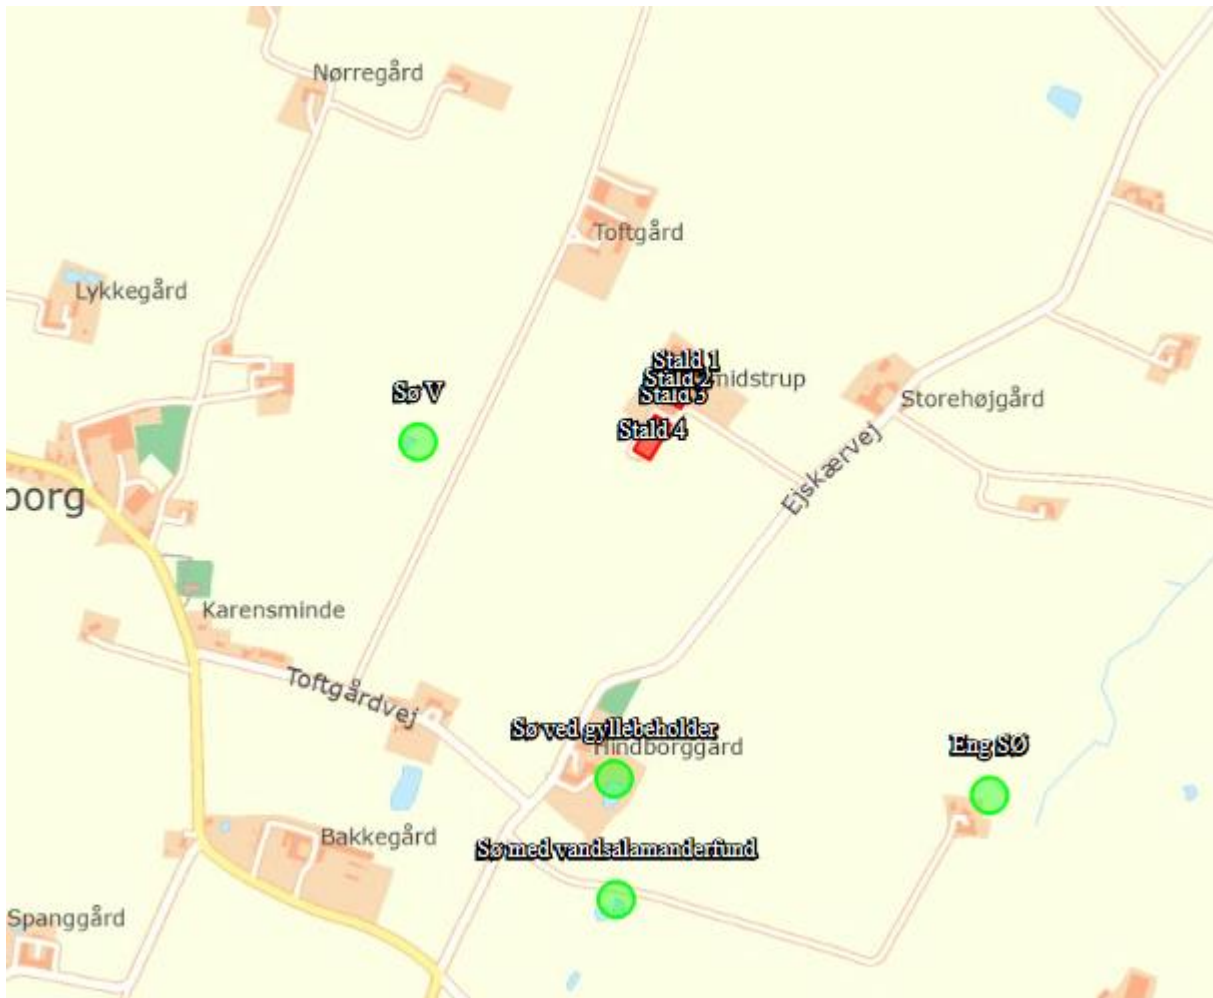 Nørregård
Toftgård
Lykkegård
Stald 1
Stald 2
midstrup
Stald 3
Sø V
Storehøjgård
Stald 4
Ejskærvej
borg
Karensminde
Toftgårdvej
Sø ved gyllebeholder
Hindborggård
Eng SØ
Bakkegård
Sø med vandsalamanderfund
Spanggård